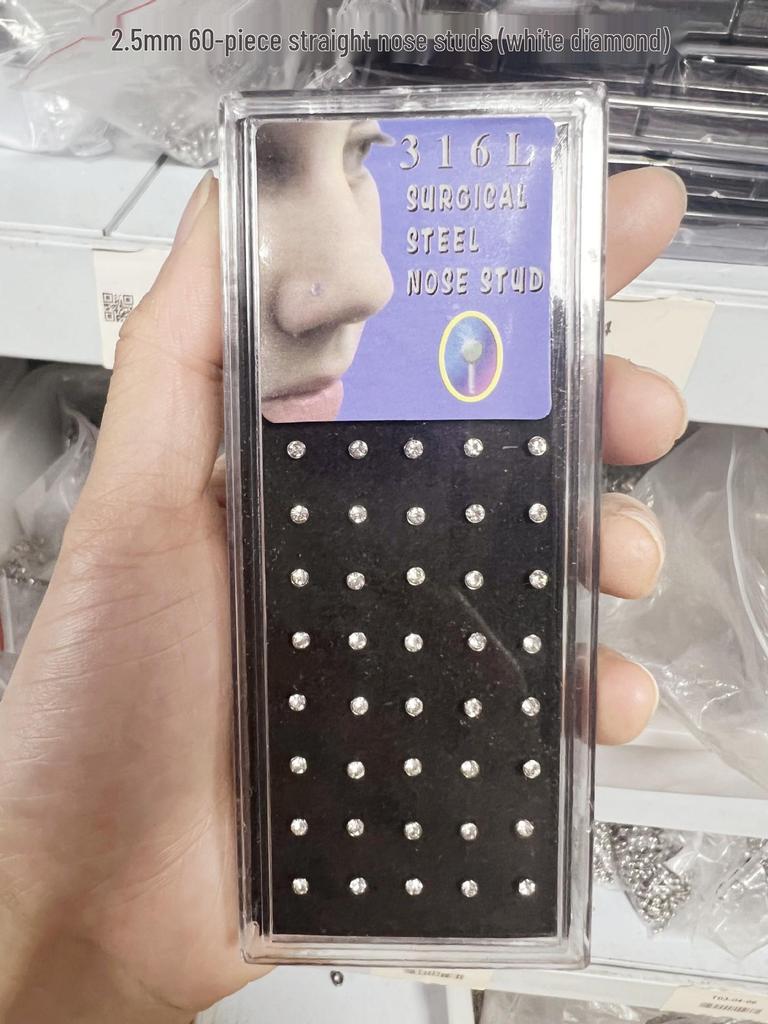 2.5mm 60-piece straight nose studs (white diamond)
316L
SURGICAL
STEEL
NOSE STUD